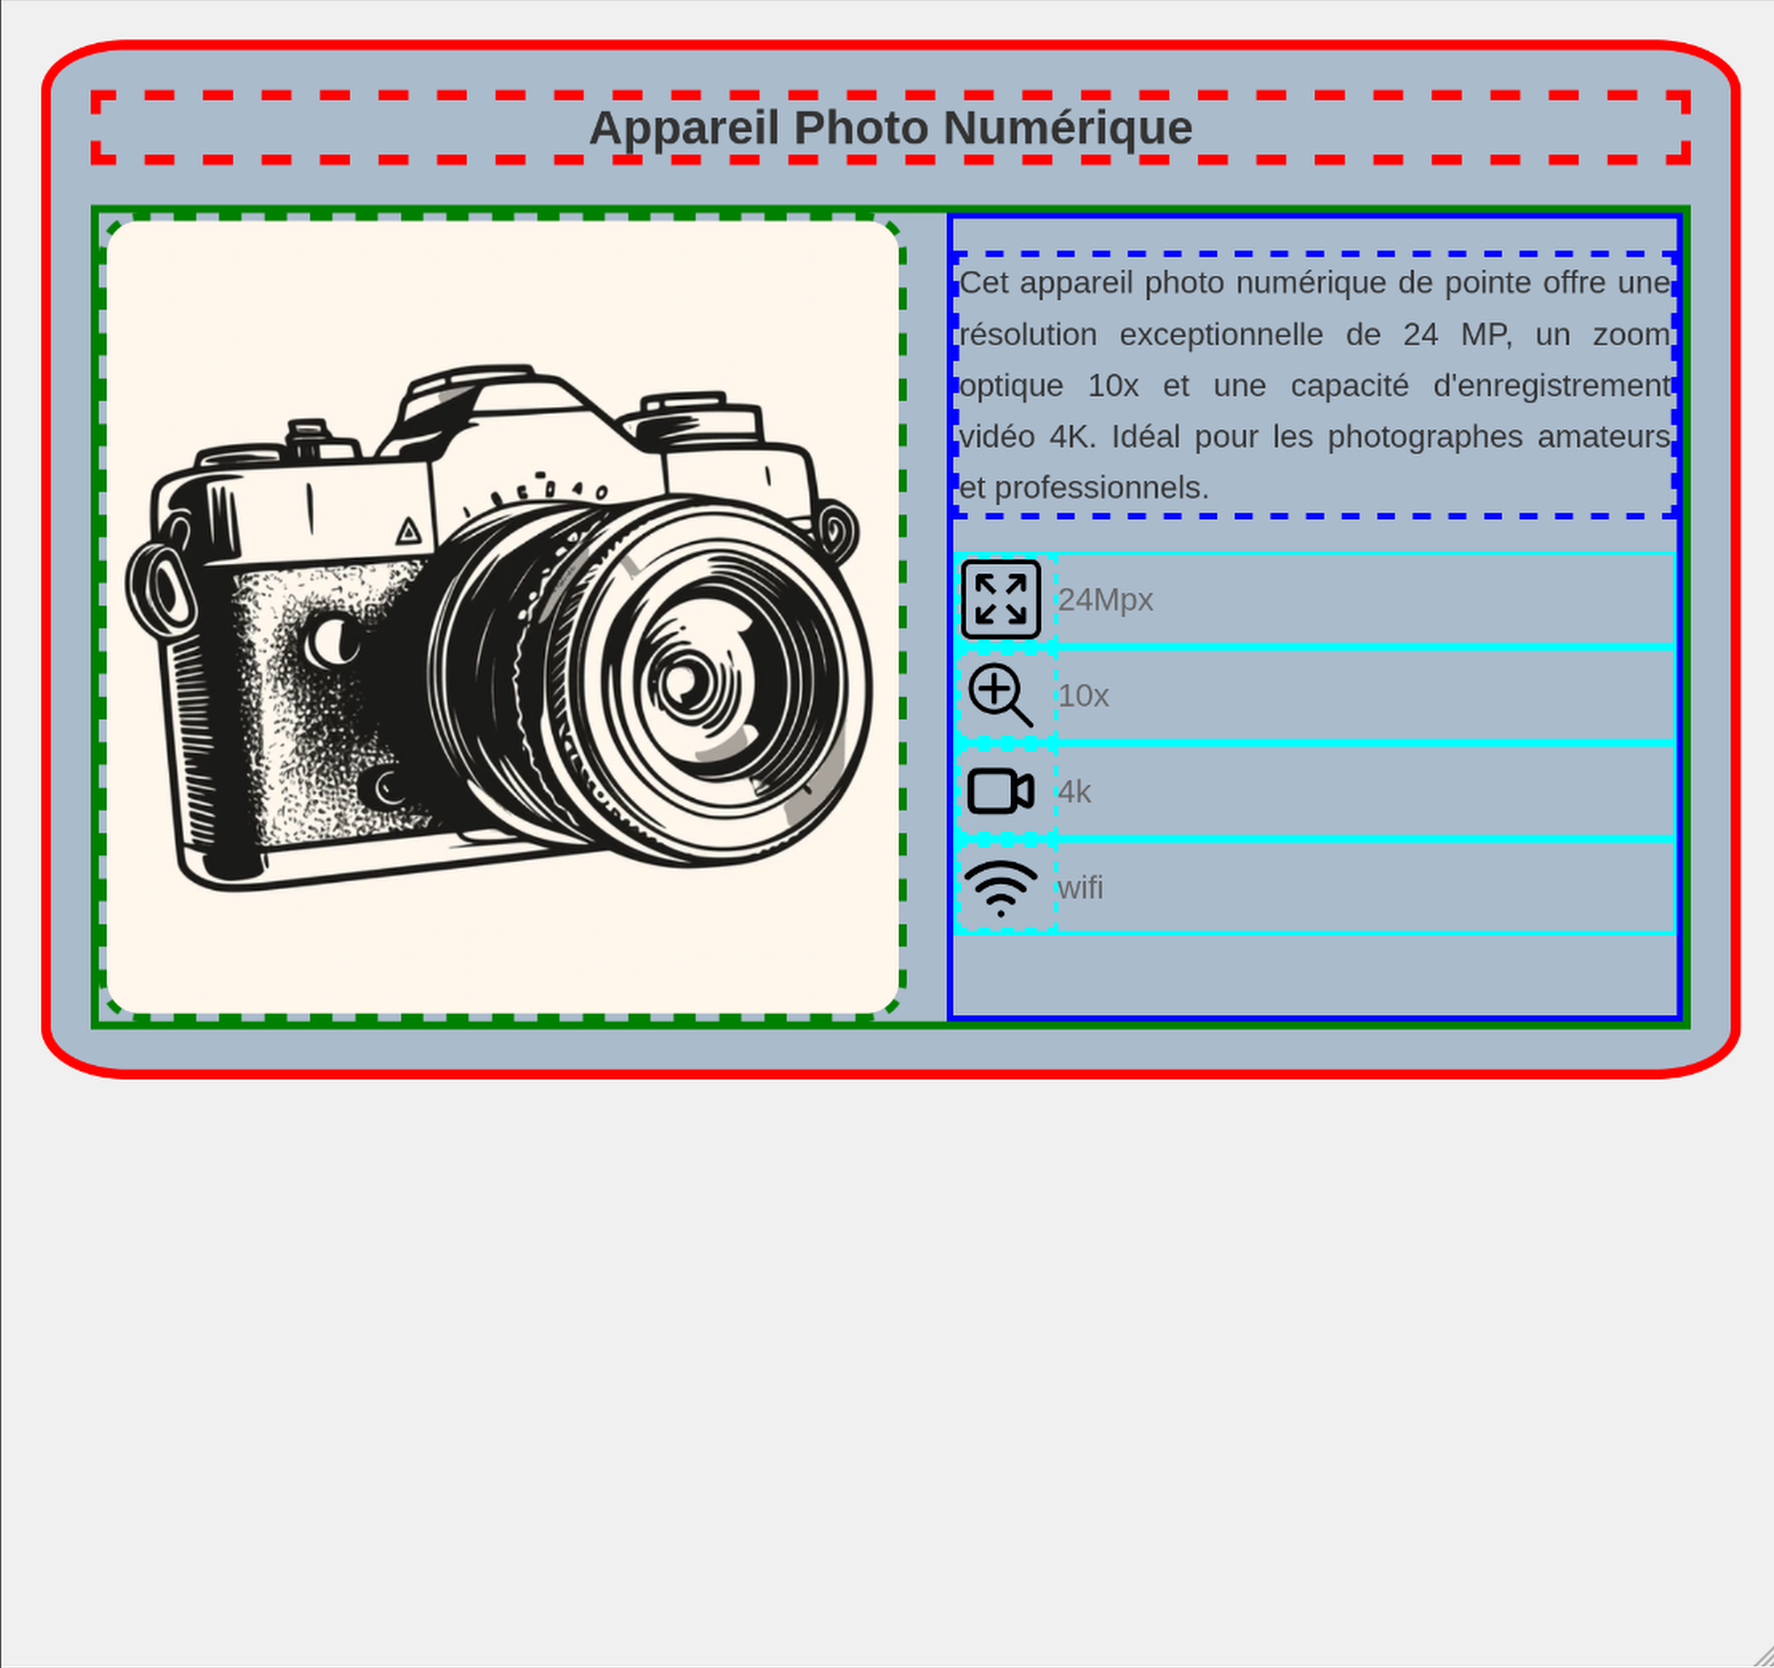 Appareil Photo Numérique
Cet appareil photo numérique de pointe offre une
résolution exceptionnelle de 24 MP, un zoom
optique 10x et une capacité d'enregistrement
vidéo 4K. Idéal pour les photographes amateurs
et professionnels.
24Mpx
10x
4k
wifi